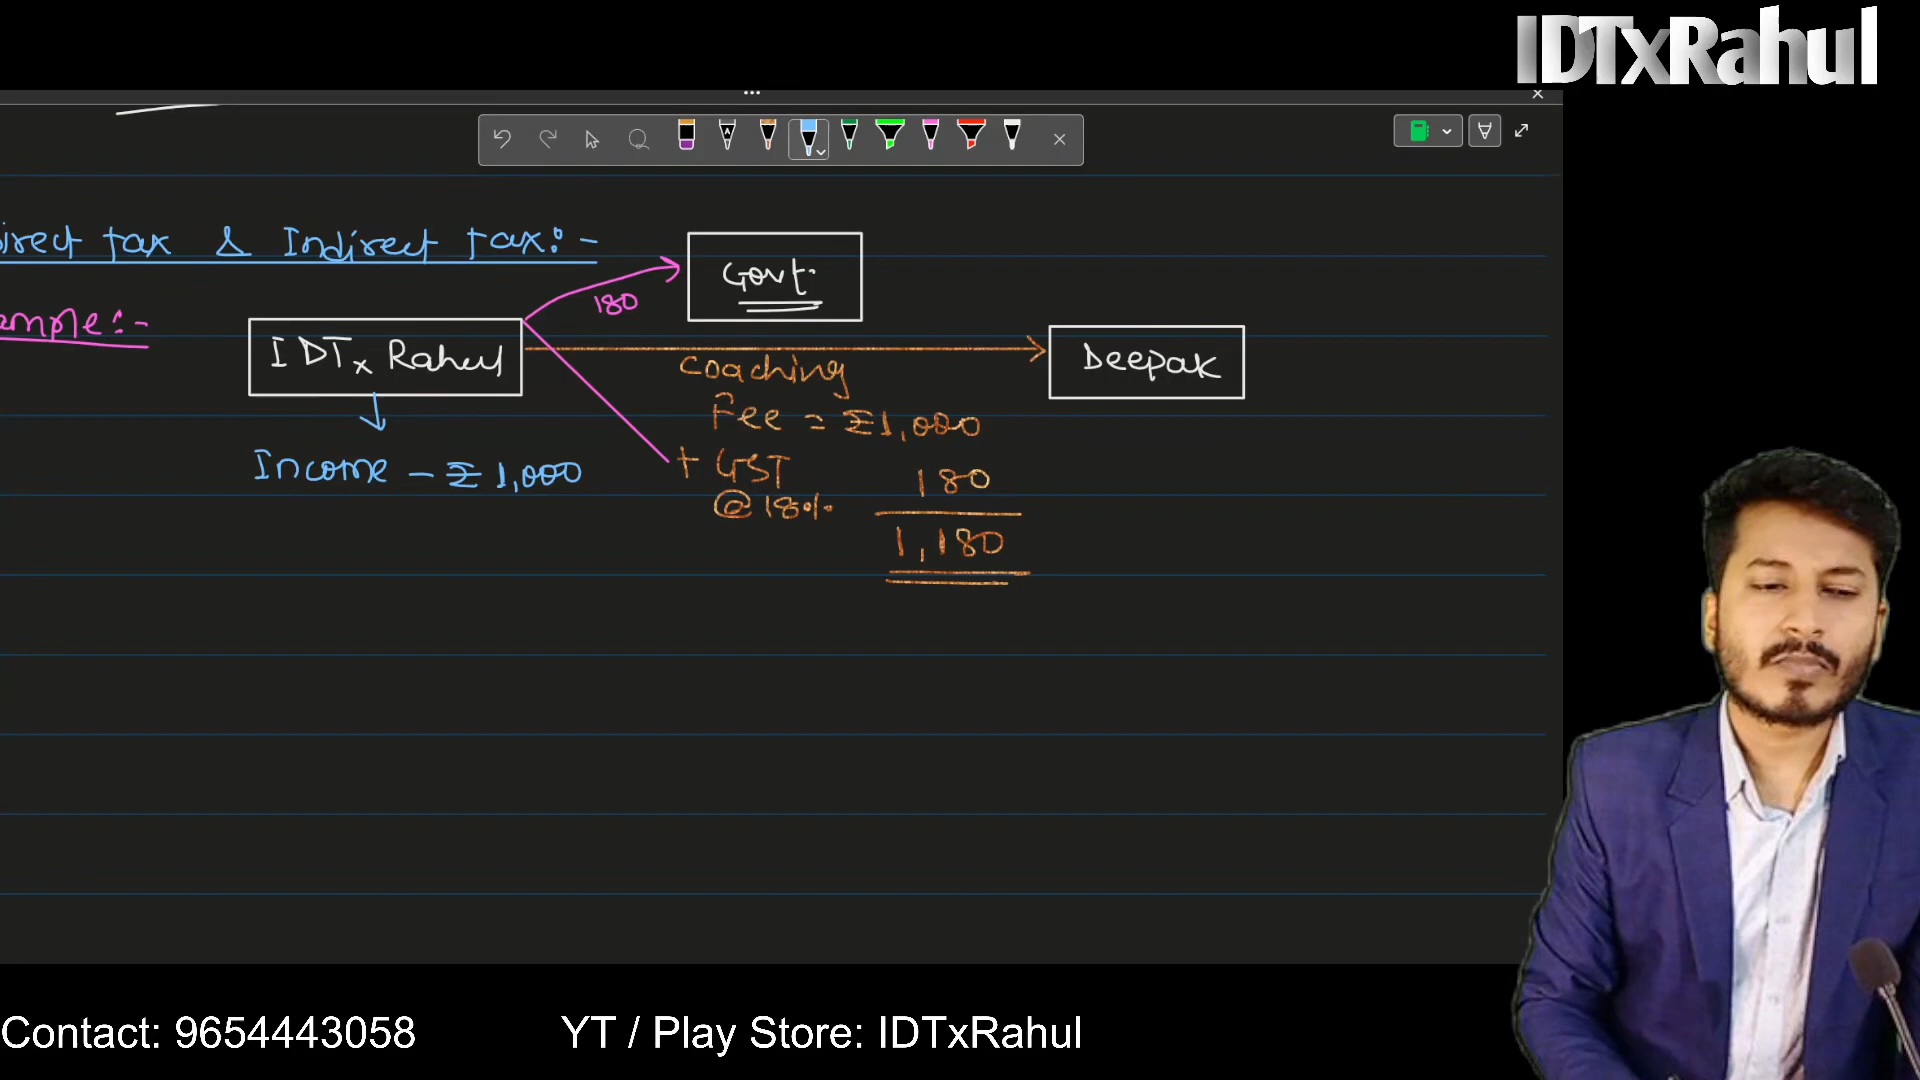 IDTxRahul
irect tax & Indirect tax:-
Govt.
180
ample:-
IDTx Rahul
Deepak
Coaching
Fee = ₹1,000
Income - ₹1,000
+ GST 180
@ 18%
1,180
Contact: 9654443058 YT / Play Store: IDTxRahul